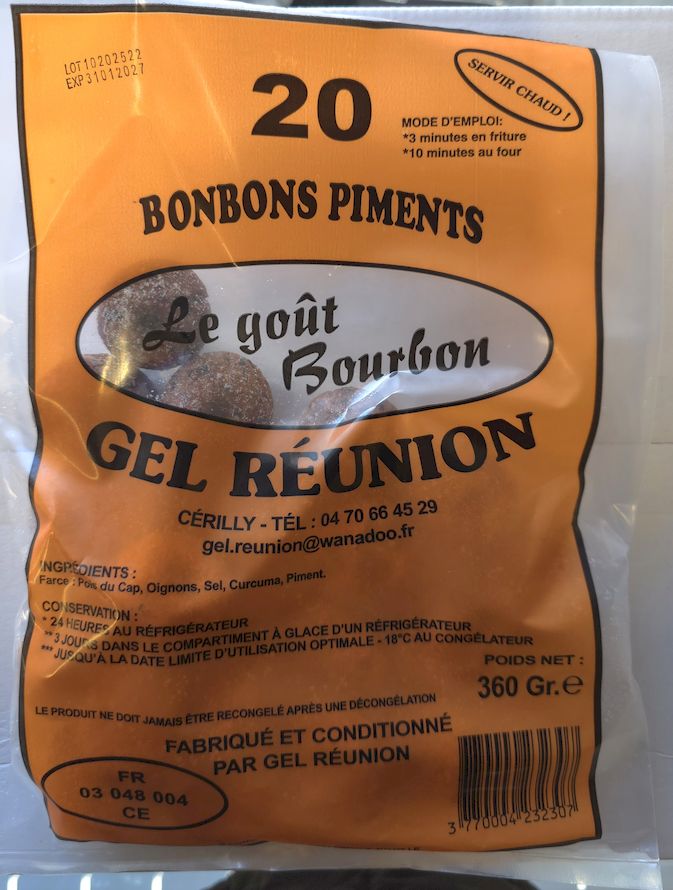 LOT10202522
EXP31012027
SERVIR CHAUD !
20
MODE D'EMPLOI:
*3 minutes en friture
*10 minutes au four
BONBONS PIMENTS
Le goût
Bourbon
GEL RÉUNION
CÉRILLY - TÉL : 04 70 66 45 29
gel.reunion@wanadoo.fr
INGRÉDIENTS :
Farce : Pois du Cap, Oignons, Sel, Curcuma, Piment.
CONSERVATION :
* 24 HEURES AU RÉFRIGÉRATEUR
** 3 JOURS DANS LE COMPARTIMENT À GLACE D'UN RÉFRIGÉRATEUR
*** JUSQU'À LA DATE LIMITE D'UTILISATION OPTIMALE - 18°C AU CONGÉLATEUR
POIDS NET :
360 Gr.℮
LE PRODUIT NE DOIT JAMAIS ÊTRE RECONGELÉ APRÈS UNE DÉCONGÉLATION
FABRIQUÉ ET CONDITIONNÉ
PAR GEL RÉUNION
FR
03 048 004
CE
3 770004 232307